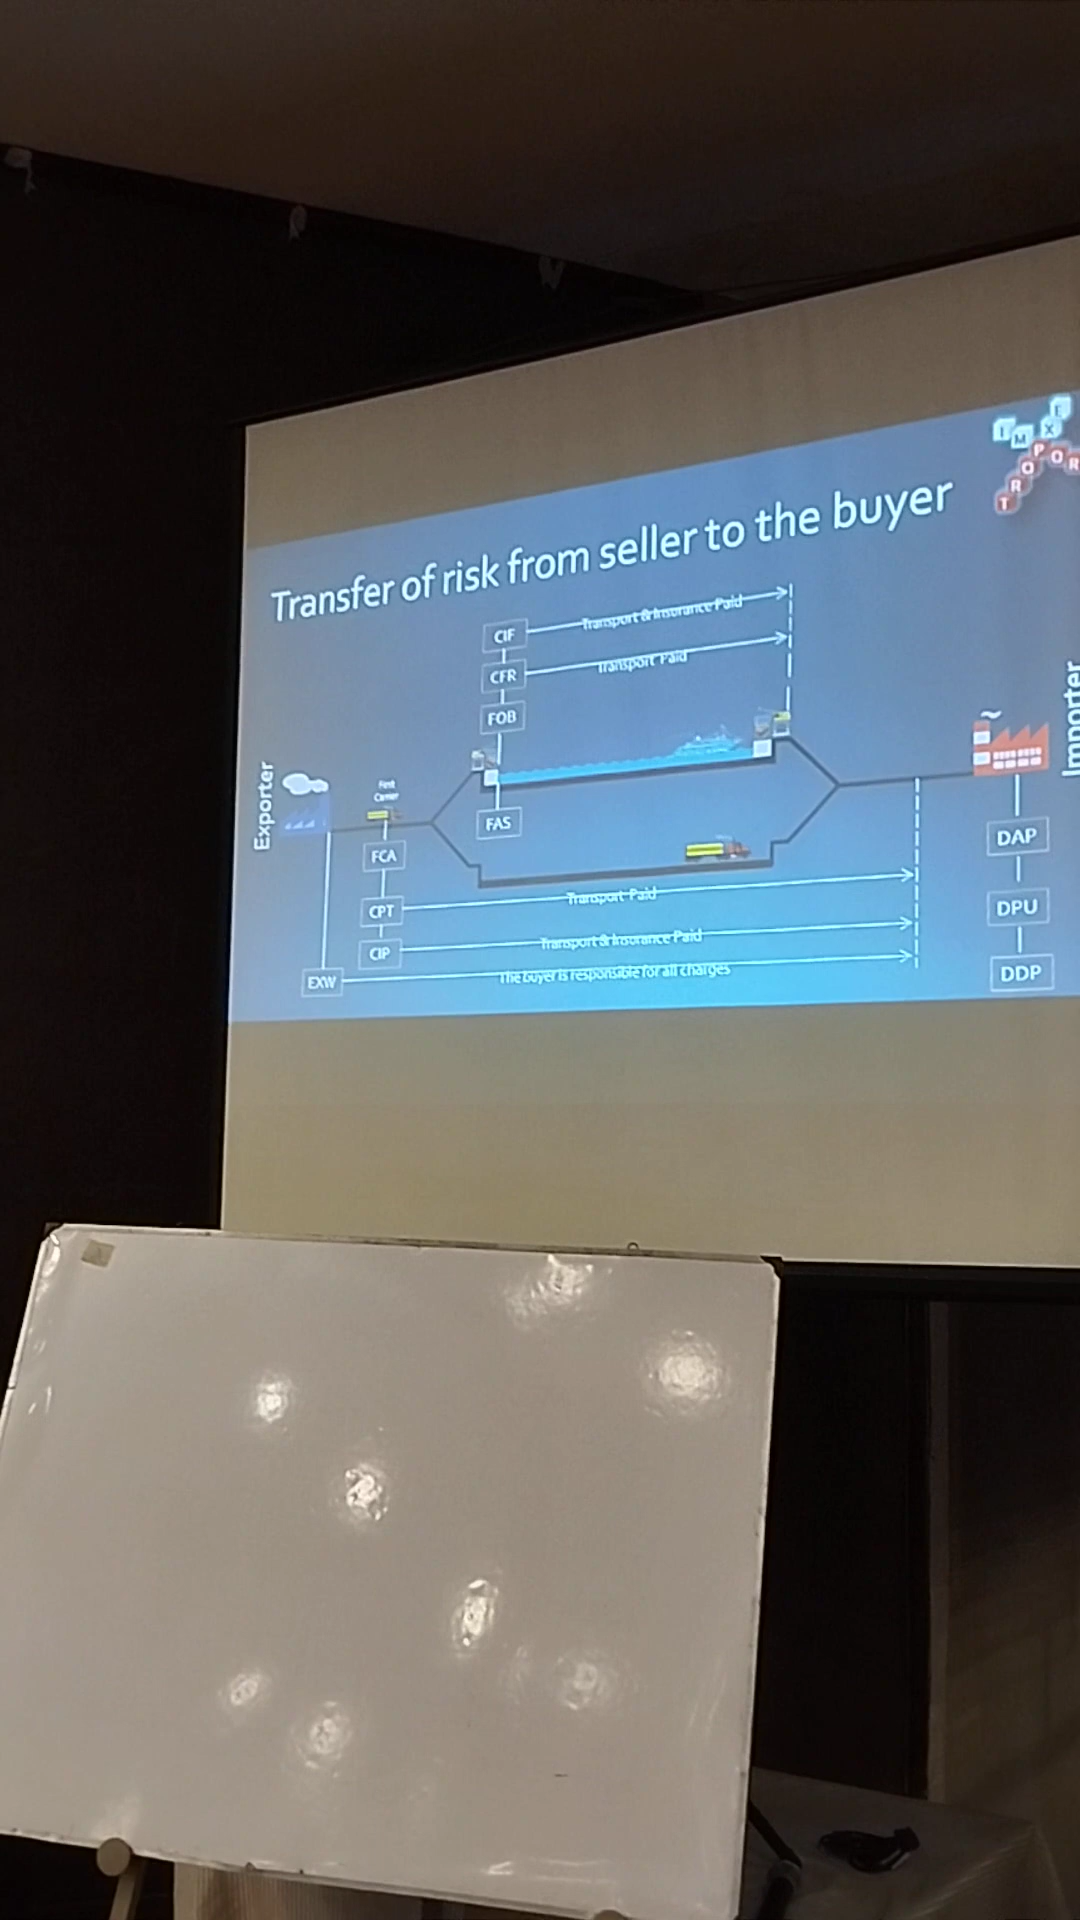 I M E X
T R O P O R
Transfer of risk from seller to the buyer
CIF
Transport & Insurance Paid
CFR
Transport Paid
FOB
Exporter
First
Carrier
FAS
Importer
FCA
DAP
CPT
Transport Paid
DPU
CIP
Transport & Insurance Paid
EXW
The buyer is responsible for all charges
DDP